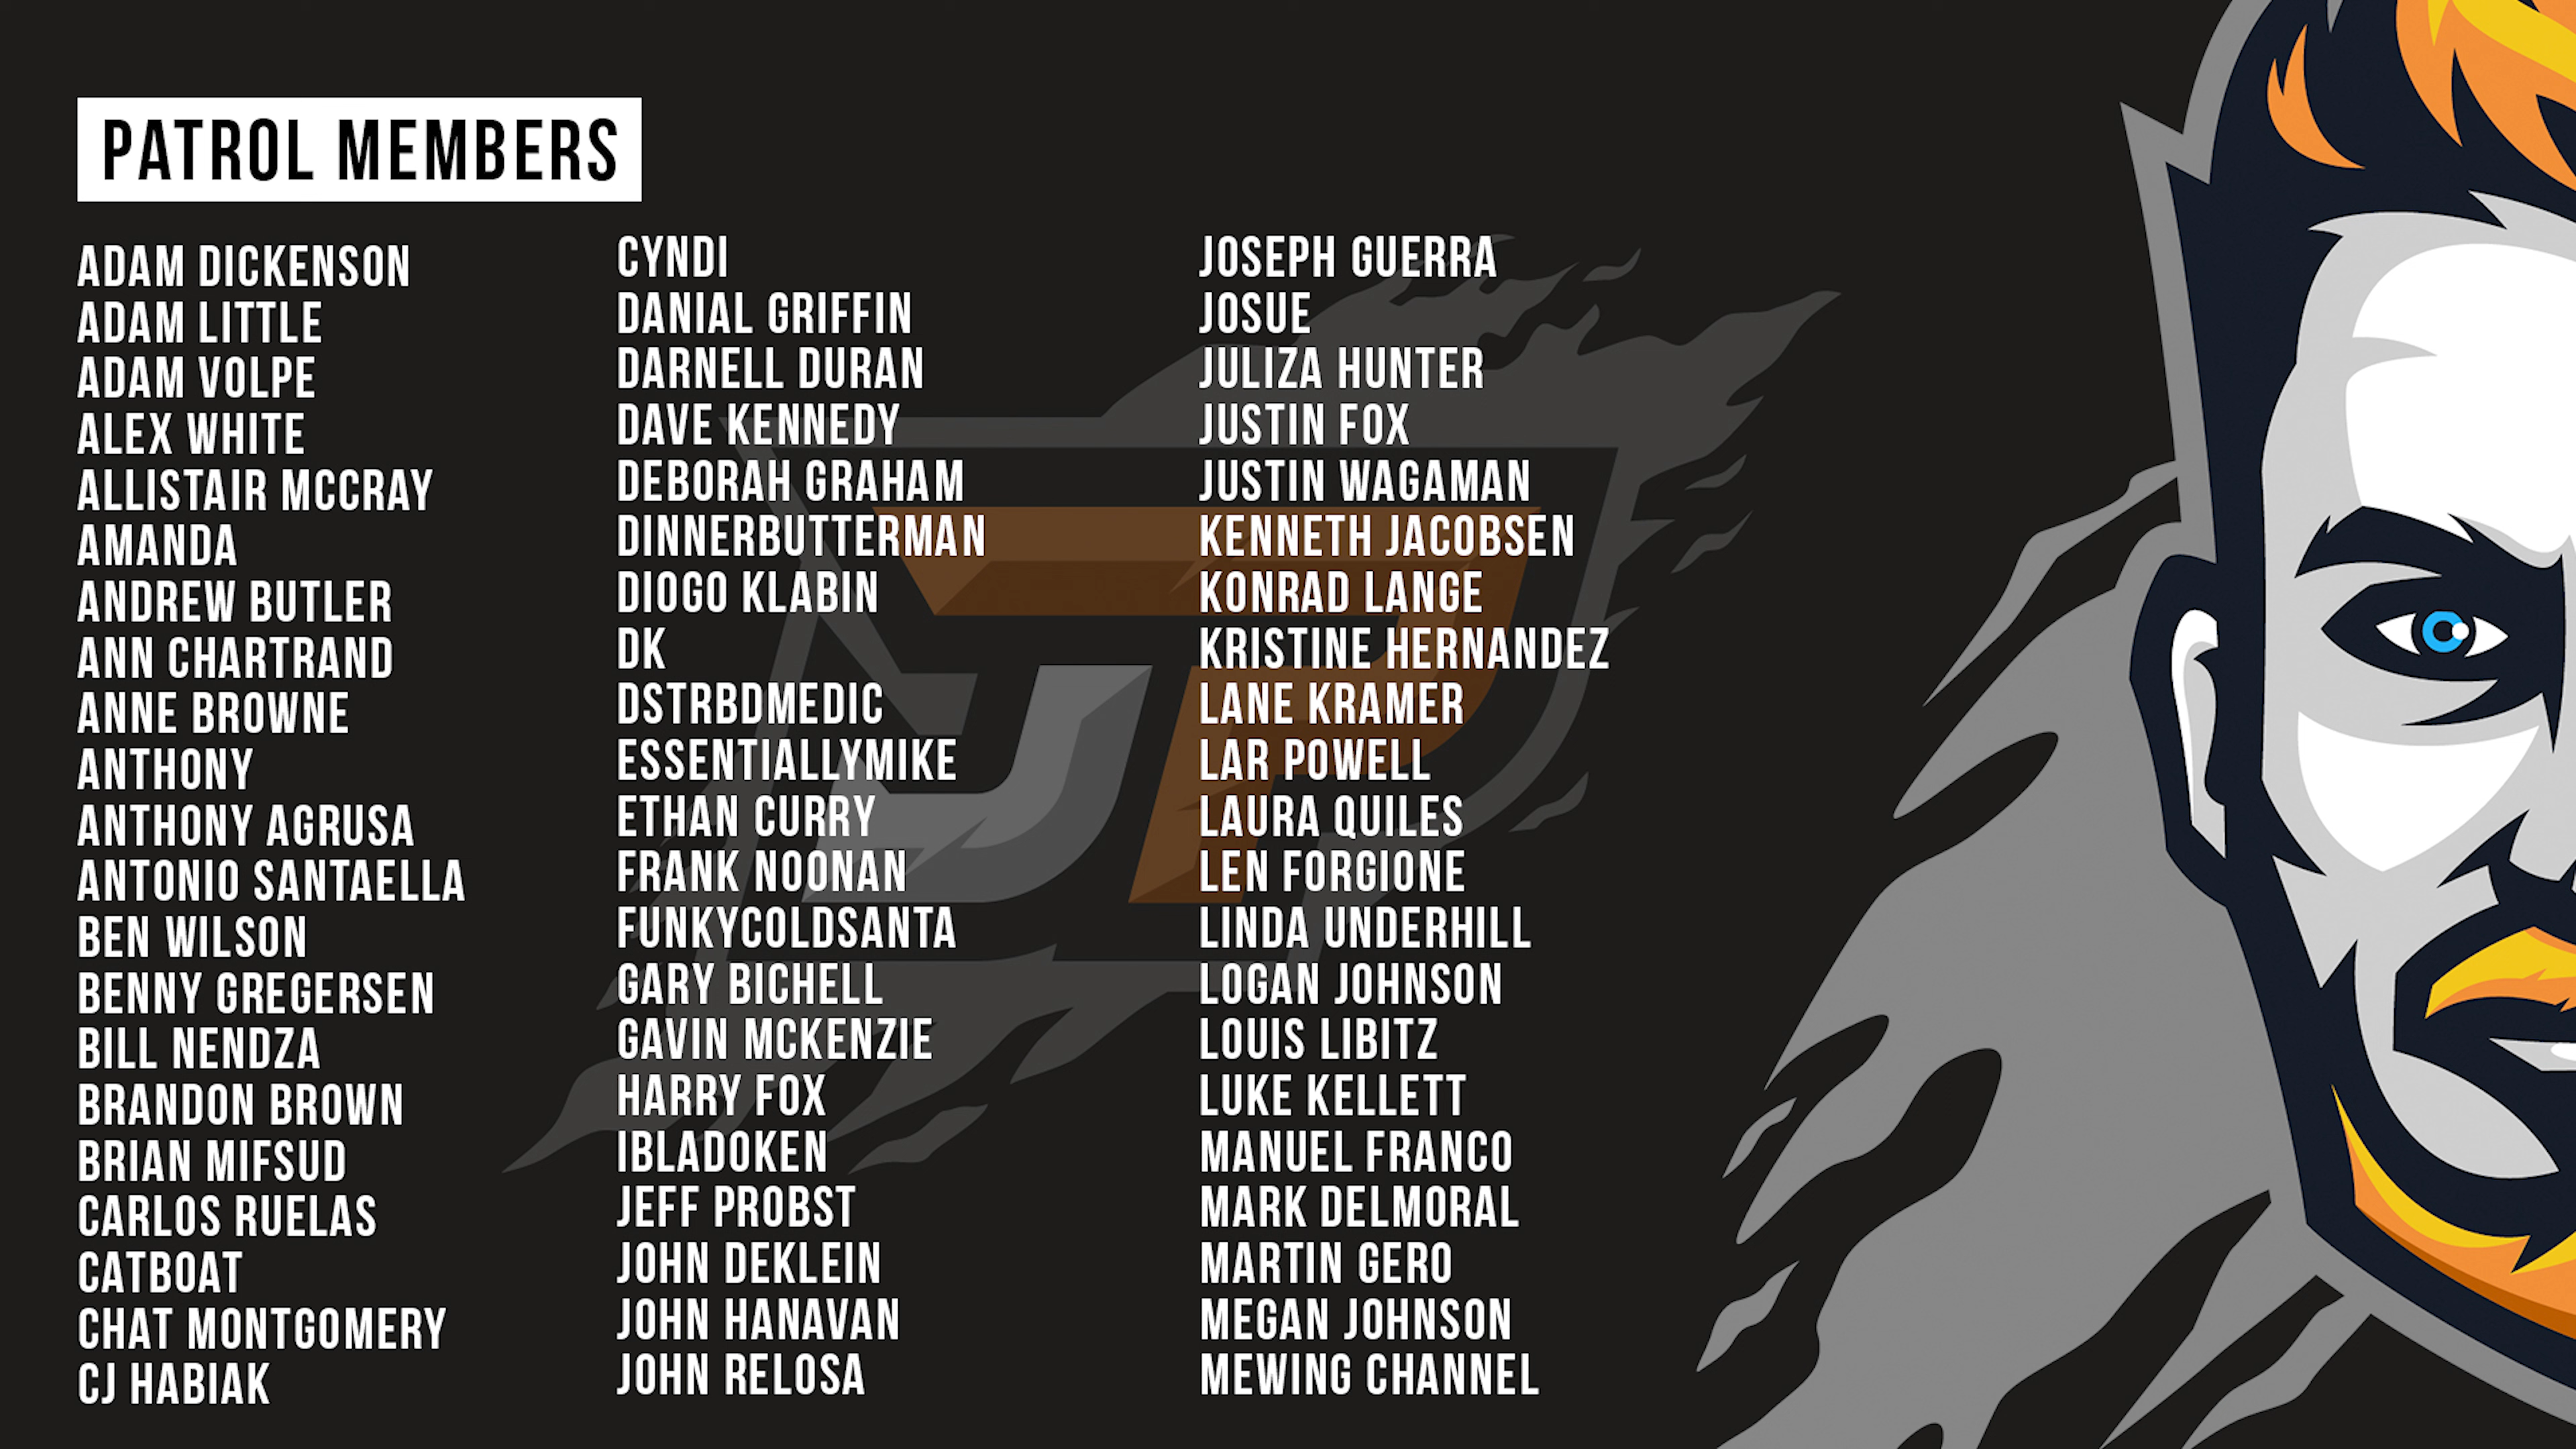 PATROL MEMBERS
ADAM DICKENSON
ADAM LITTLE
ADAM VOLPE
ALEX WHITE
ALLISTAIR MCCRAY
AMANDA
ANDREW BUTLER
ANN CHARTRAND
ANNE BROWNE
ANTHONY
ANTHONY AGRUSA
ANTONIO SANTAELLA
BEN WILSON
BENNY GREGERSEN
BILL NENDZA
BRANDON BROWN
BRIAN MIFSUD
CARLOS RUELAS
CATBOAT
CHAT MONTGOMERY
CJ HABIAK
CYNDI
DANIAL GRIFFIN
DARNELL DURAN
DAVE KENNEDY
DEBORAH GRAHAM
DINNERBUTTERMAN
DIOGO KLABIN
DK
DSTRBDMEDIC
ESSENTIALLYMIKE
ETHAN CURRY
FRANK NOONAN
FUNKYCOLDSANTA
GARY BICHELL
GAVIN MCKENZIE
HARRY FOX
IBLADOKEN
JEFF PROBST
JOHN DEKLEIN
JOHN HANAVAN
JOHN RELOSA
JOSEPH GUERRA
JOSUE
JULIZA HUNTER
JUSTIN FOX
JUSTIN WAGAMAN
KENNETH JACOBSEN
KONRAD LANGE
KRISTINE HERNANDEZ
LANE KRAMER
LAR POWELL
LAURA QUILES
LEN FORGIONE
LINDA UNDERHILL
LOGAN JOHNSON
LOUIS LIBITZ
LUKE KELLETT
MANUEL FRANCO
MARK DELMORAL
MARTIN GERO
MEGAN JOHNSON
MEWING CHANNEL
JP